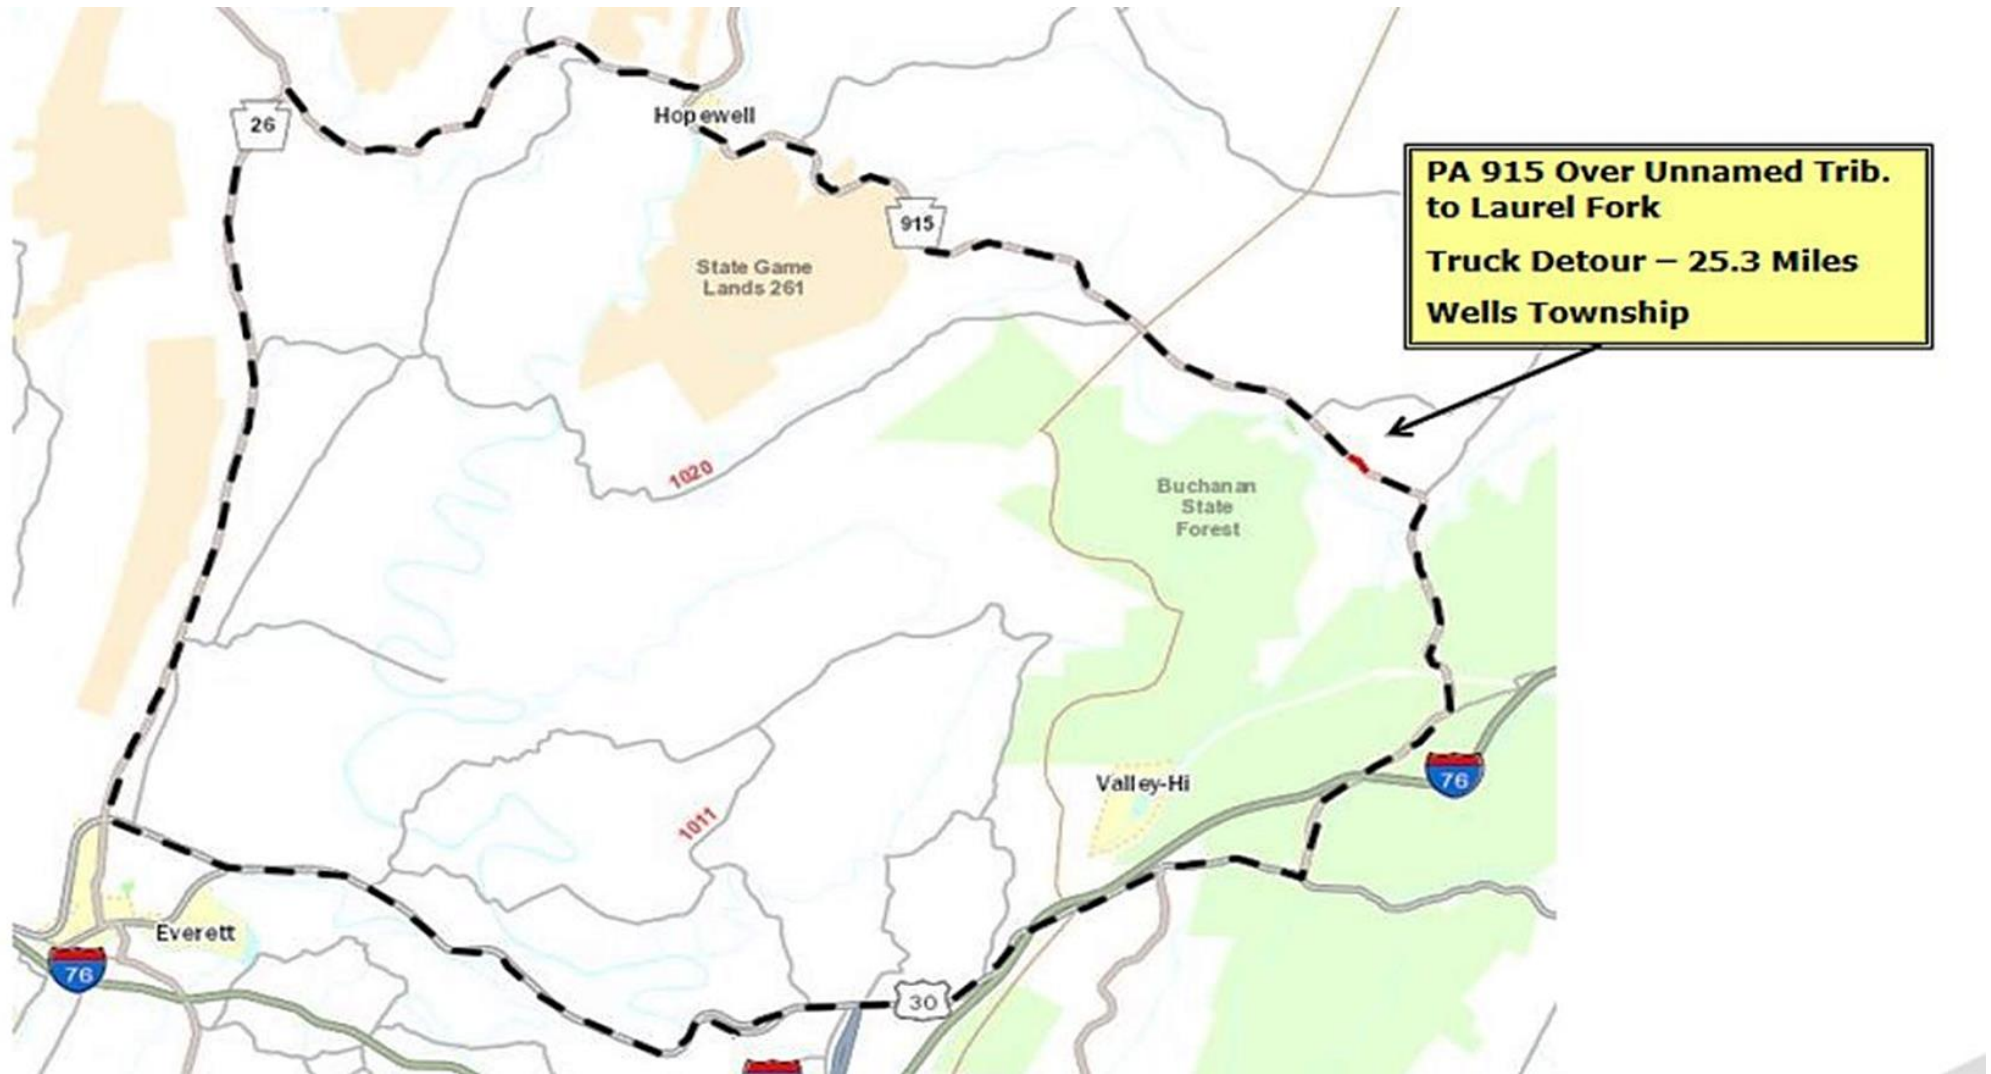 26
Hopewell
915
PA 915 Over Unnamed Trib.
to Laurel Fork
Truck Detour – 25.3 Miles
Wells Township
State Game
Lands 261
1020
Buchanan
State
Forest
Valley-Hi
76
1011
Everett
76
30